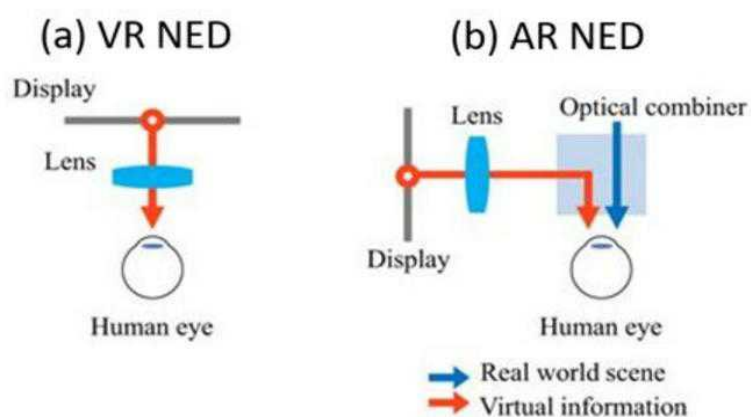 (a) VR NED
Display
Lens
Human eye
(b) AR NED
Lens
Optical combiner
Display
Human eye
Real world scene
Virtual information